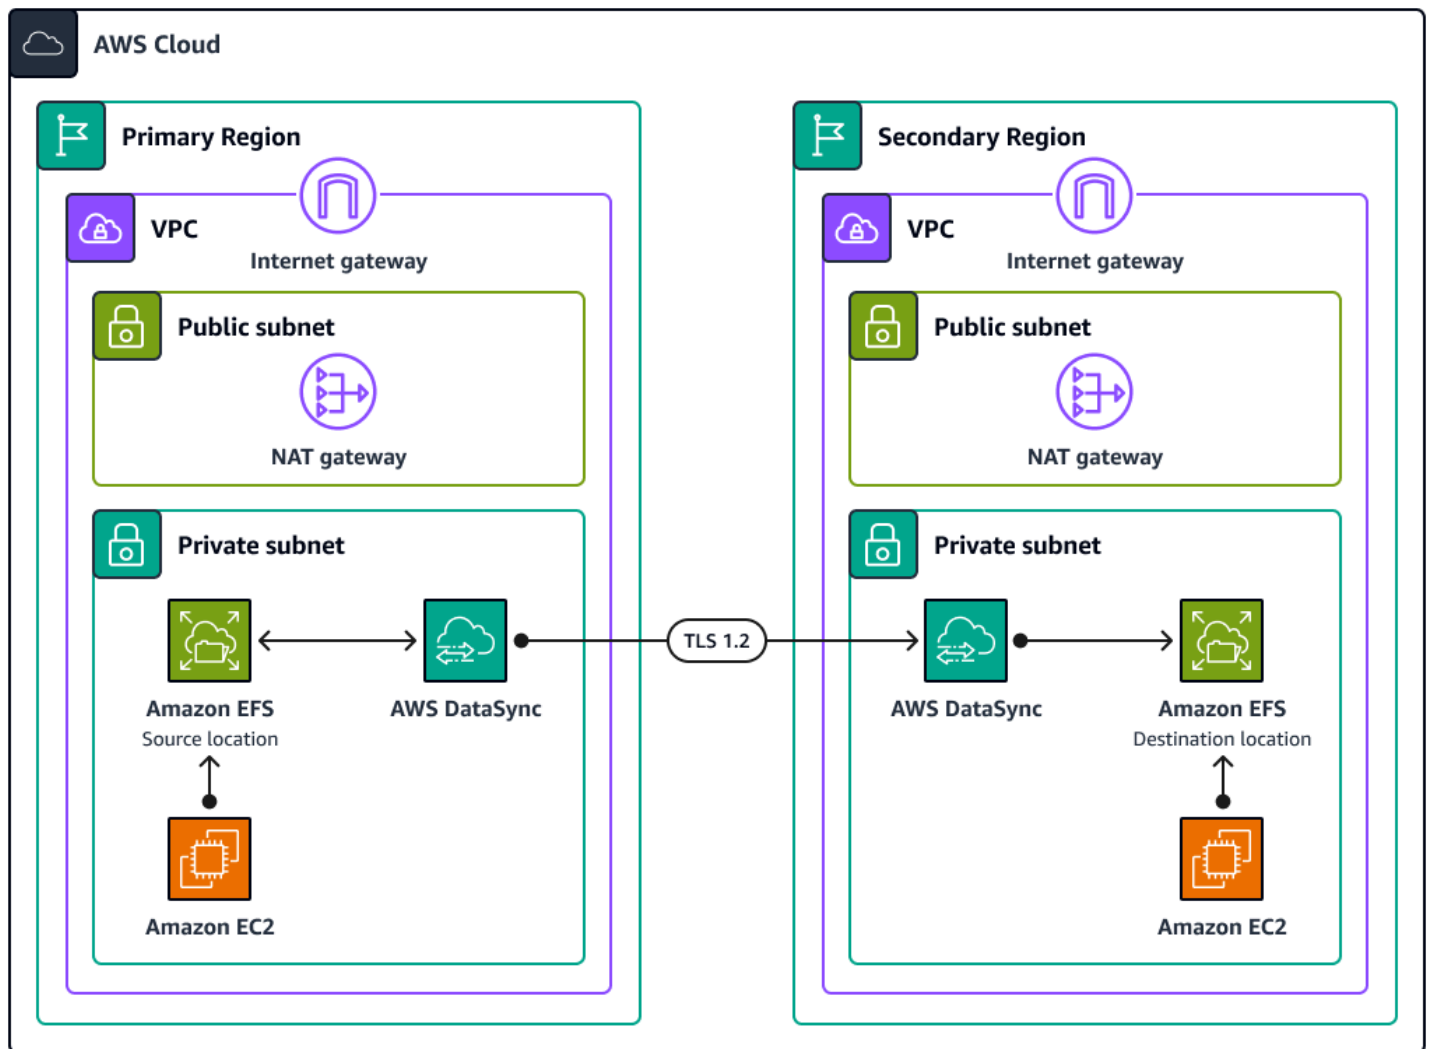 AWS Cloud
Primary Region
VPC
Internet gateway
Public subnet
NAT gateway
Private subnet
Amazon EFS
Source location
AWS DataSync
Amazon EC2
TLS 1.2
Secondary Region
VPC
Internet gateway
Public subnet
NAT gateway
Private subnet
AWS DataSync
Amazon EFS
Destination location
Amazon EC2